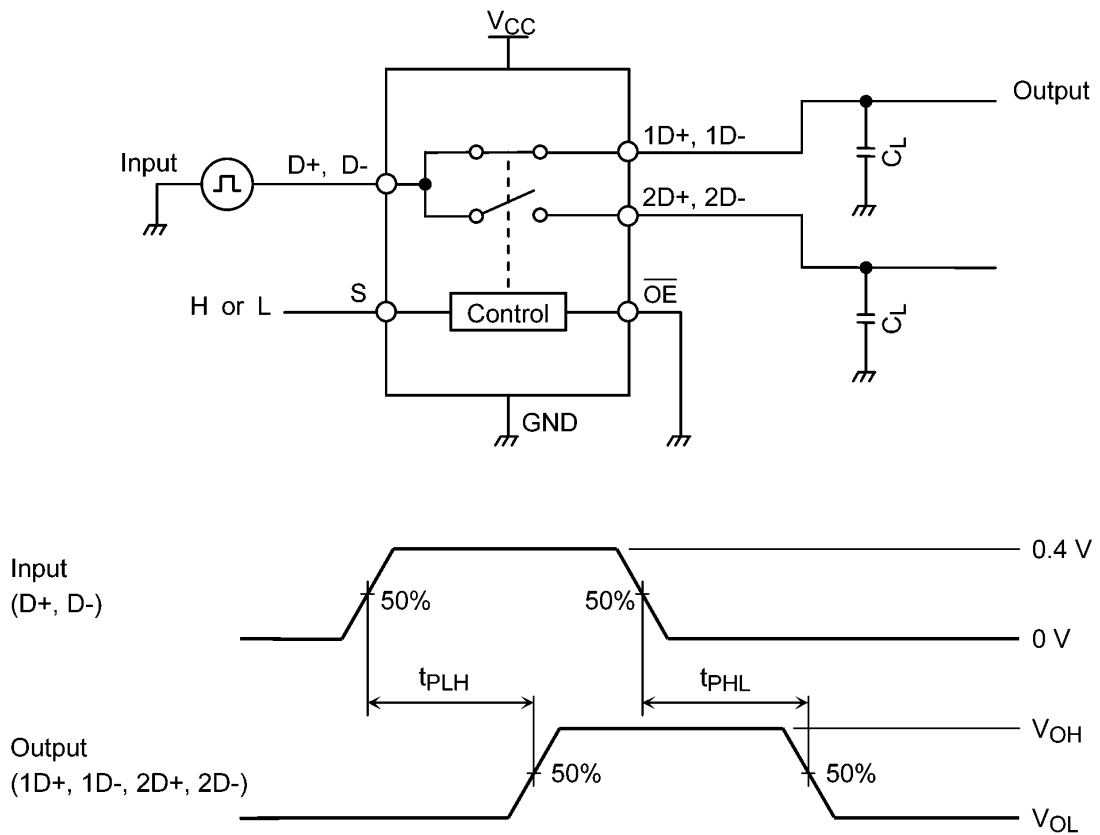 VCC
Output
Input
D+, D-
1D+, 1D-
CL
2D+, 2D-
H or L
S
Control
OE
CL
GND
Input
(D+, D-)
50%
50%
0.4 V
0 V
tPLH
tPHL
Output
(1D+, 1D-, 2D+, 2D-)
50%
50%
VOH
VOL